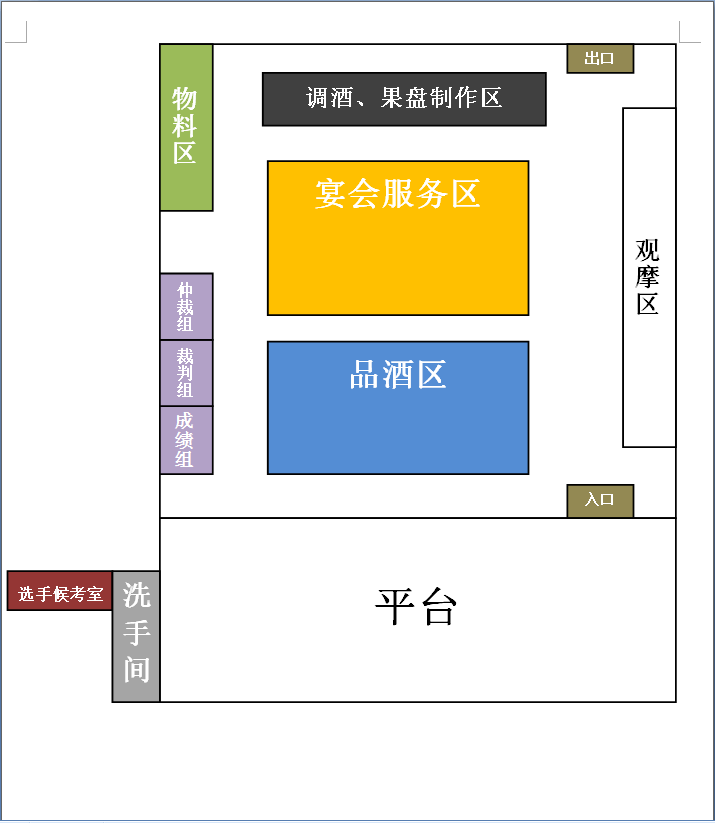 出口
调酒、果盘制作区
物料区
宴会服务区
观摩区
仲裁组
裁判组
成绩组
品酒区
入口
平台
选手候考室
洗手间